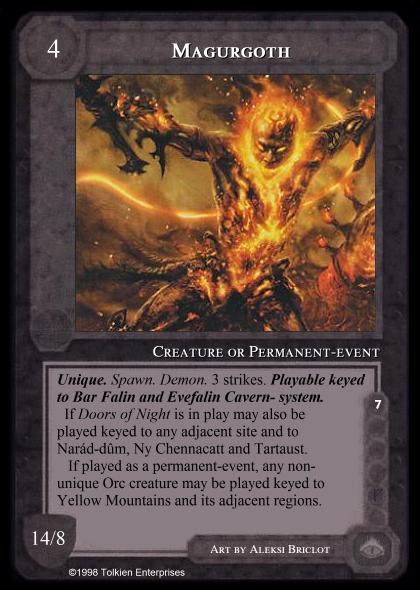 4
MAGURGOTH
CREATURE OR PERMANENT-EVENT
Unique. Spawn. Demon. 3 strikes. Playable keyed
to Bar Falin and Evefalin Cavern- system.
If Doors of Night is in play may also be
played keyed to any adjacent site and to
Narád-dûm, Ny Chennacatt and Tartaust.
If played as a permanent-event, any non-
unique Orc creature may be played keyed to
Yellow Mountains and its adjacent regions.
7
14/8
ART BY ALEKSI BRICLOT
©1998 Tolkien Enterprises